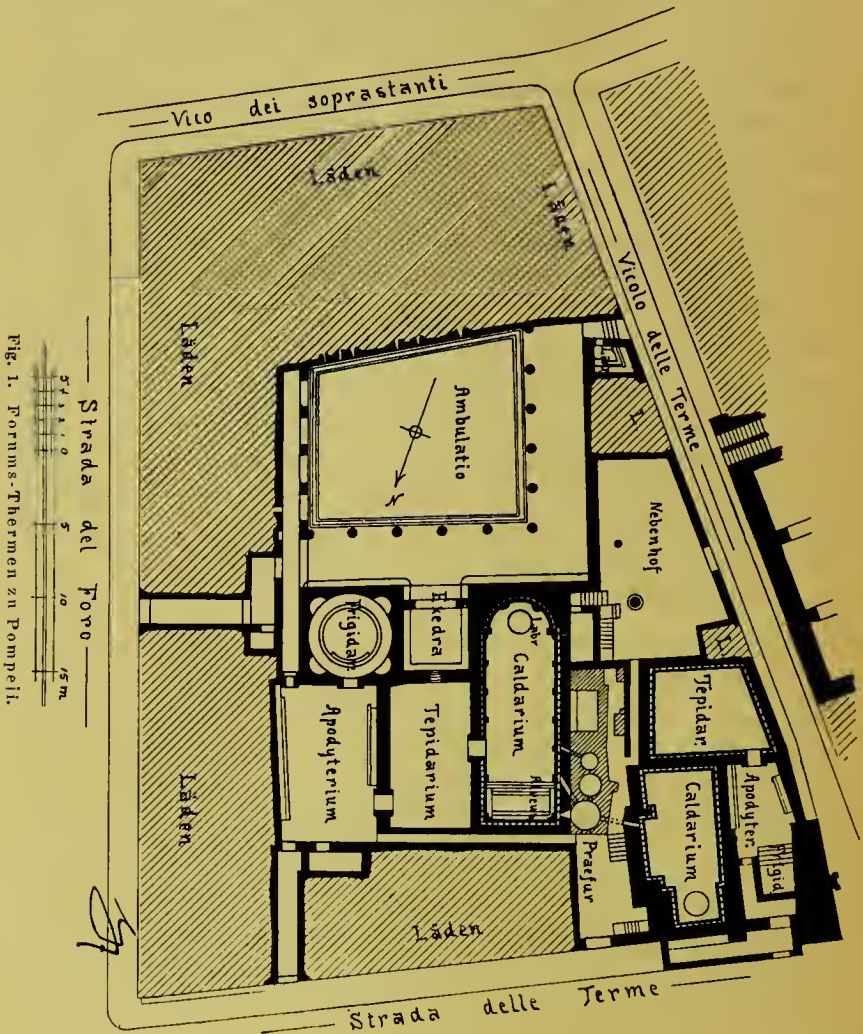 Vico dei soprastanti
Läden
Läden
Läden
Vicolo delle Terme
L.
Ambulatio
N
Nebenhof
L.
Frigidar.
Exedra
Labr
Caldarium
Alveus
Tepidar.
Apodyterium
Tepidarium
Caldarium
Apodyter.
Frigid
Praefur
Läden
Läden
Strada delle Terme
Strada del Foro
5 4 3 2 1 0 5 10 15 m
Fig. 1. Forums-Thermen zu Pompeii.